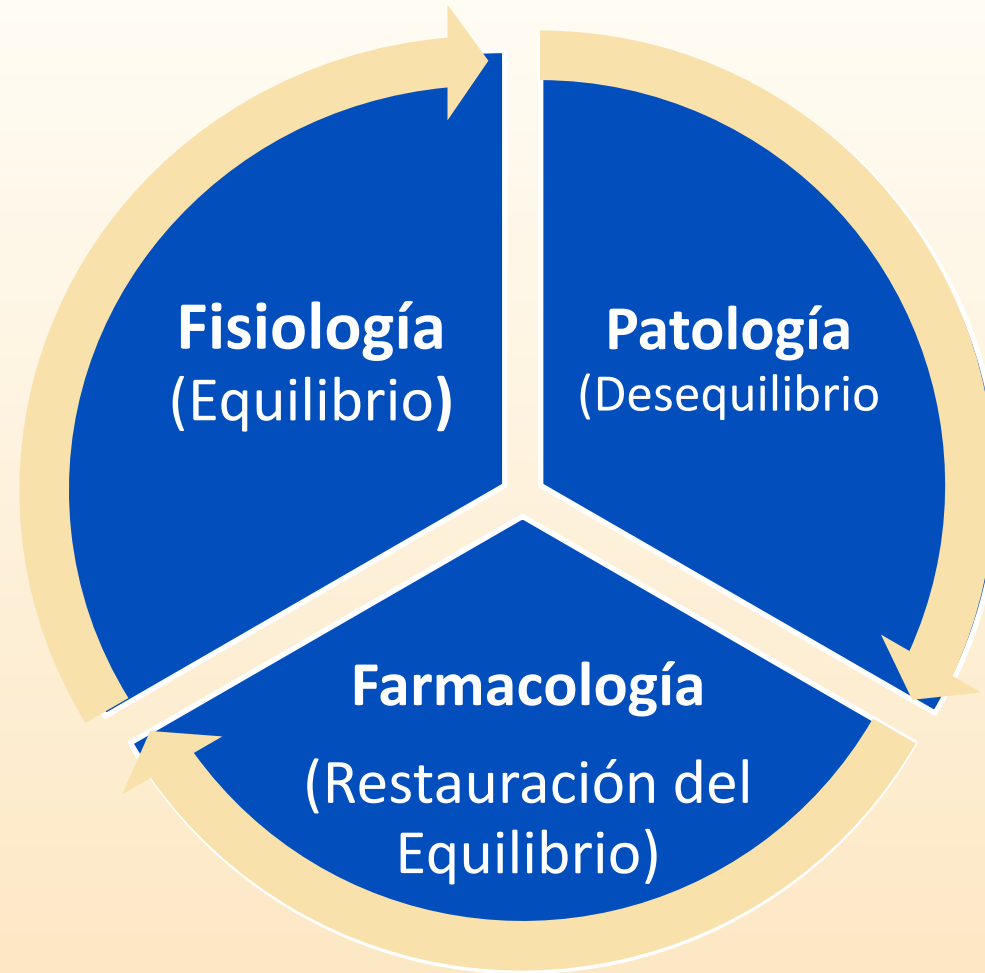 Fisiología
(Equilibrio)
Patología
(Desequilibrio
Farmacología
(Restauración del
Equilibrio)